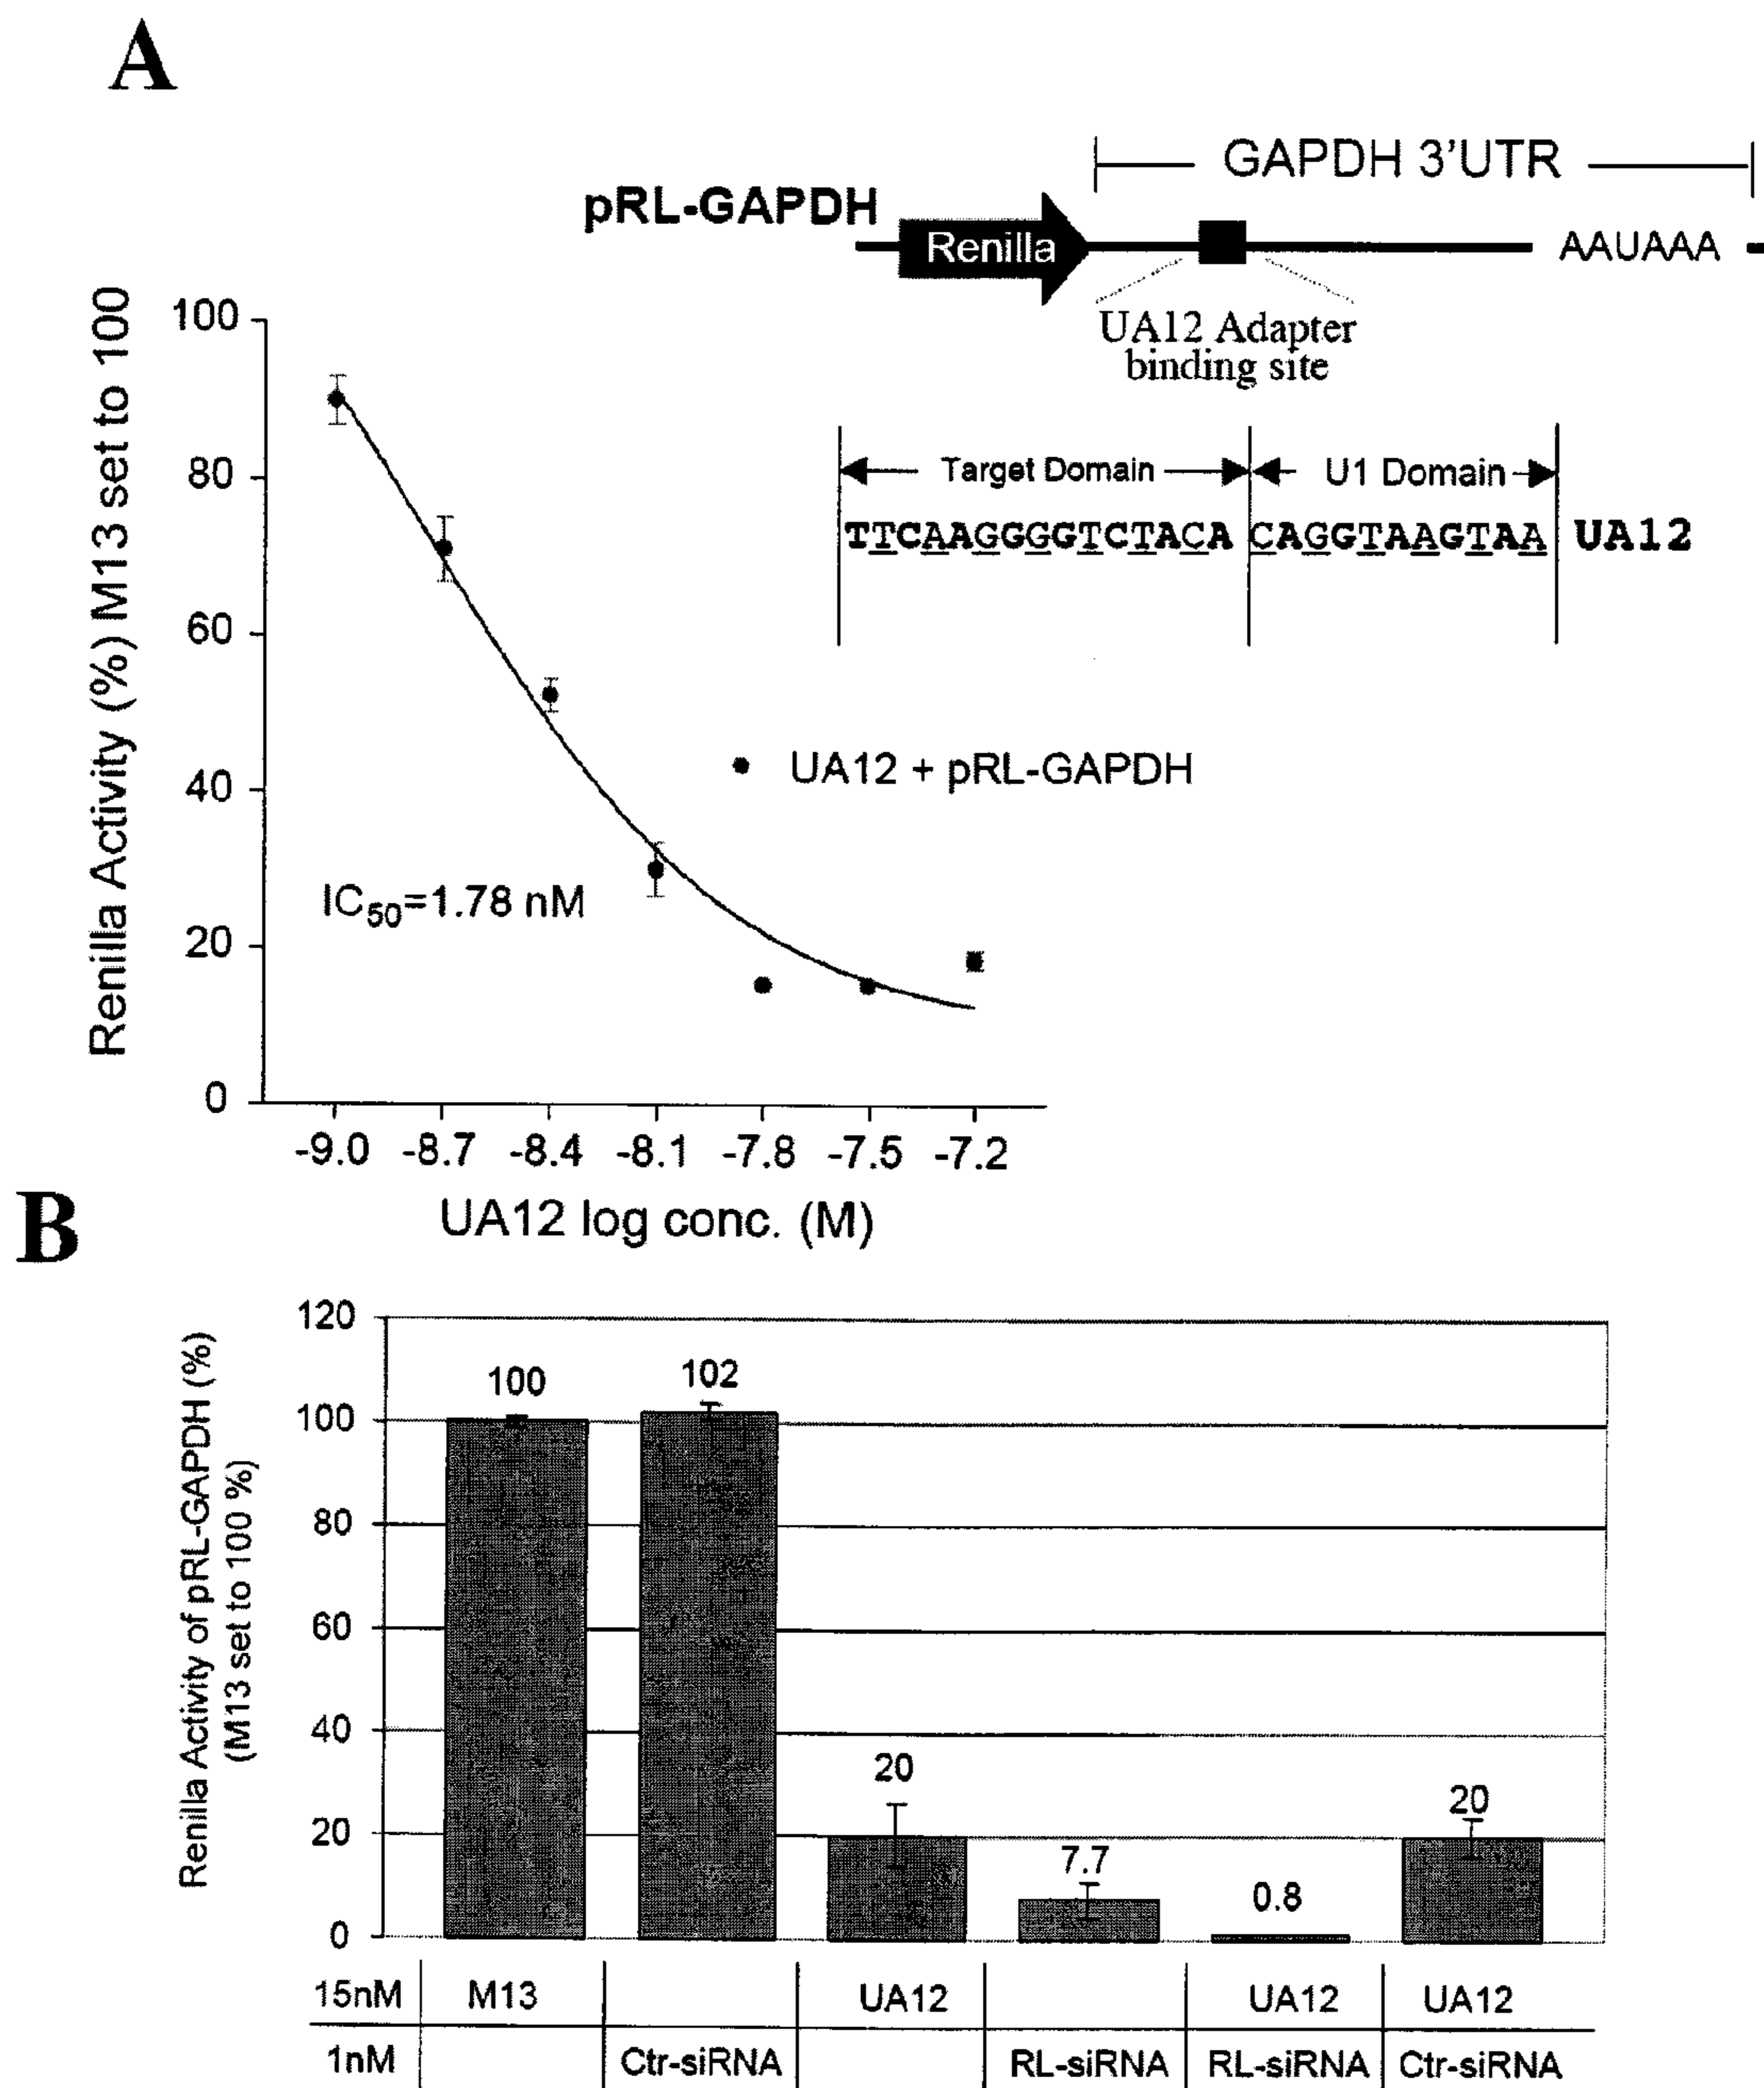 A
GAPDH 3'UTR
pRL-GAPDH
Renilla
AAUAAA
UA12 Adapter
binding site
Target Domain
U1 Domain
TTCAAGGGGTCTACA CAGGTAAGTAA UA12
Renilla Activity (%) M13 set to 100
100
80
60
40
20
0
UA12 + pRL-GAPDH
IC50=1.78 nM
-9.0 -8.7 -8.4 -8.1 -7.8 -7.5 -7.2
UA12 log conc. (M)
B
Renilla Activity of pRL-GAPDH (%)
(M13 set to 100 %)
120
100
80
60
40
20
0
100
102
20
7.7
0.8
20
15nM M13 UA12 UA12 UA12
1nM Ctr-siRNA RL-siRNA RL-siRNA Ctr-siRNA